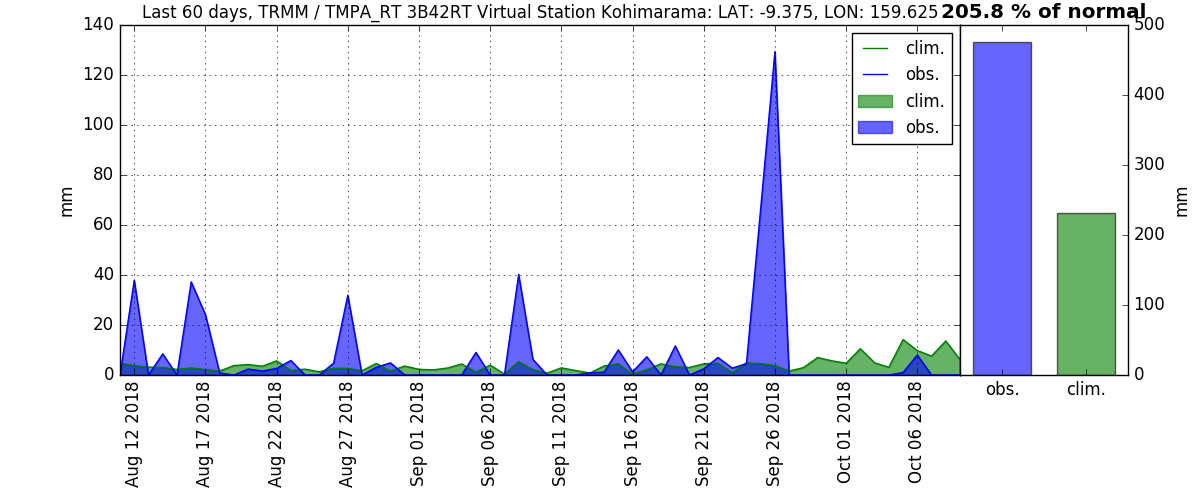 Last 60 days, TRMM / TMPA_RT 3B42RT Virtual Station Kohimarama: LAT: -9.375, LON: 159.625
205.8 % of normal
140
120
100
80
60
40
20
0
mm
clim.
obs.
clim.
obs.
Aug 12 2018
Aug 17 2018
Aug 22 2018
Aug 27 2018
Sep 01 2018
Sep 06 2018
Sep 11 2018
Sep 16 2018
Sep 21 2018
Sep 26 2018
Oct 01 2018
Oct 06 2018
500
400
300
200
100
0
mm
obs.
clim.